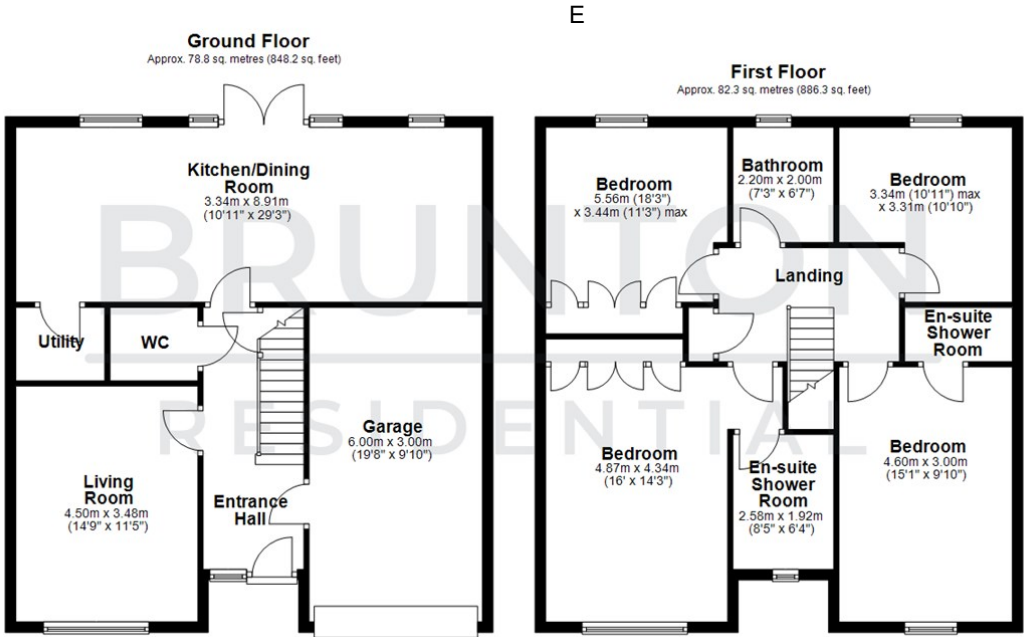 E
Ground Floor
Approx. 78.8 sq. metres (848.2 sq. feet)
Kitchen/Dining
Room
3.34m x 8.91m
(10'11" x 29'3")
Utility
WC
Living
Room
4.50m x 3.48m
(14'9" x 11'5")
Entrance
Hall
Garage
6.00m x 3.00m
(19'8" x 9'10")
First Floor
Approx. 82.3 sq. metres (886.3 sq. feet)
Bedroom
5.56m (18'3")
x 3.44m (11'3") max
Bathroom
2.20m x 2.00m
(7'3" x 6'7")
Bedroom
3.34m (10'11") max
x 3.31m (10'10")
Landing
En-suite
Shower
Room
Bedroom
4.87m x 4.34m
(16' x 14'3")
En-suite
Shower
Room
2.58m x 1.92m
(8'5" x 6'4")
Bedroom
4.60m x 3.00m
(15'1" x 9'10")
BRUNTON
RESIDENTIAL